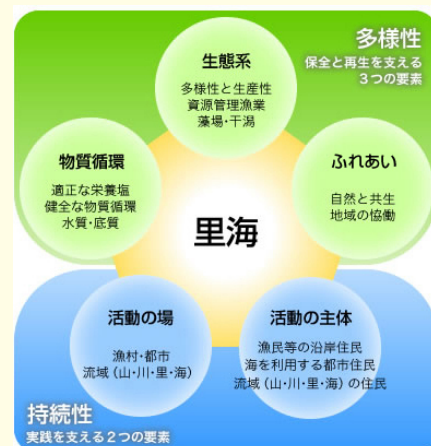 多様性
保全と再生を支える
3つの要素
生態系
多様性と生産性
資源管理漁業
藻場・干潟
物質循環
適正な栄養塩
健全な物質循環
水質・底質
ふれあい
自然と共生
地域の協働
里海
活動の場
漁村・都市
流域(山・川・里・海)
活動の主体
漁民等の沿岸住民
海を利用する都市住民
流域(山・川・里・海)の住民
持続性
実践を支える2つの要素